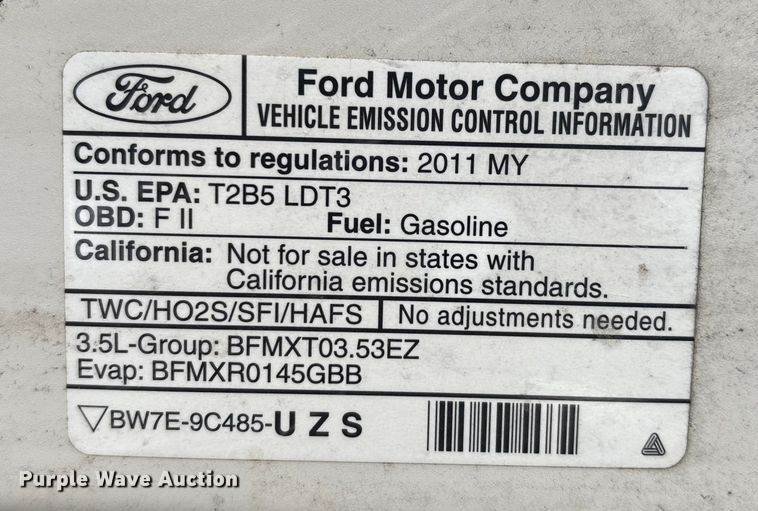 Ford
Ford Motor Company
VEHICLE EMISSION CONTROL INFORMATION
Conforms to regulations: 2011 MY
U.S. EPA: T2B5 LDT3
OBD: F II Fuel: Gasoline
California: Not for sale in states with
California emissions standards.
TWC/HO2S/SFI/HAFS No adjustments needed.
3.5L-Group: BFMXT03.53EZ
Evap: BFMXR0145GBB
BW7E-9C485-U Z S
Purple Wave Auction